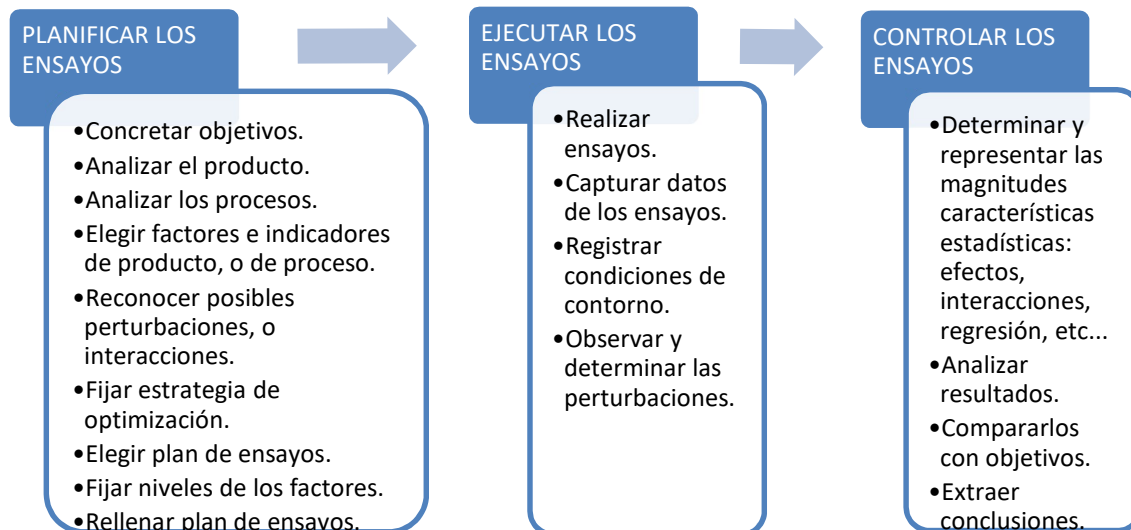 PLANIFICAR LOS
ENSAYOS
•Concretar objetivos.
•Analizar el producto.
•Analizar los procesos.
•Elegir factores e indicadores
de producto, o de proceso.
•Reconocer posibles
perturbaciones, o
interacciones.
•Fijar estrategia de
optimización.
•Elegir plan de ensayos.
•Fijar niveles de los factores.
•Rellenar plan de ensayos.
EJECUTAR LOS
ENSAYOS
•Realizar
ensayos.
•Capturar datos
de los ensayos.
•Registrar
condiciones de
contorno.
•Observar y
determinar las
perturbaciones.
CONTROLAR LOS
ENSAYOS
•Determinar y
representar las
magnitudes
características
estadísticas:
efectos,
interacciones,
regresión, etc...
•Analizar
resultados.
•Compararlos
con objetivos.
•Extraer
conclusiones.